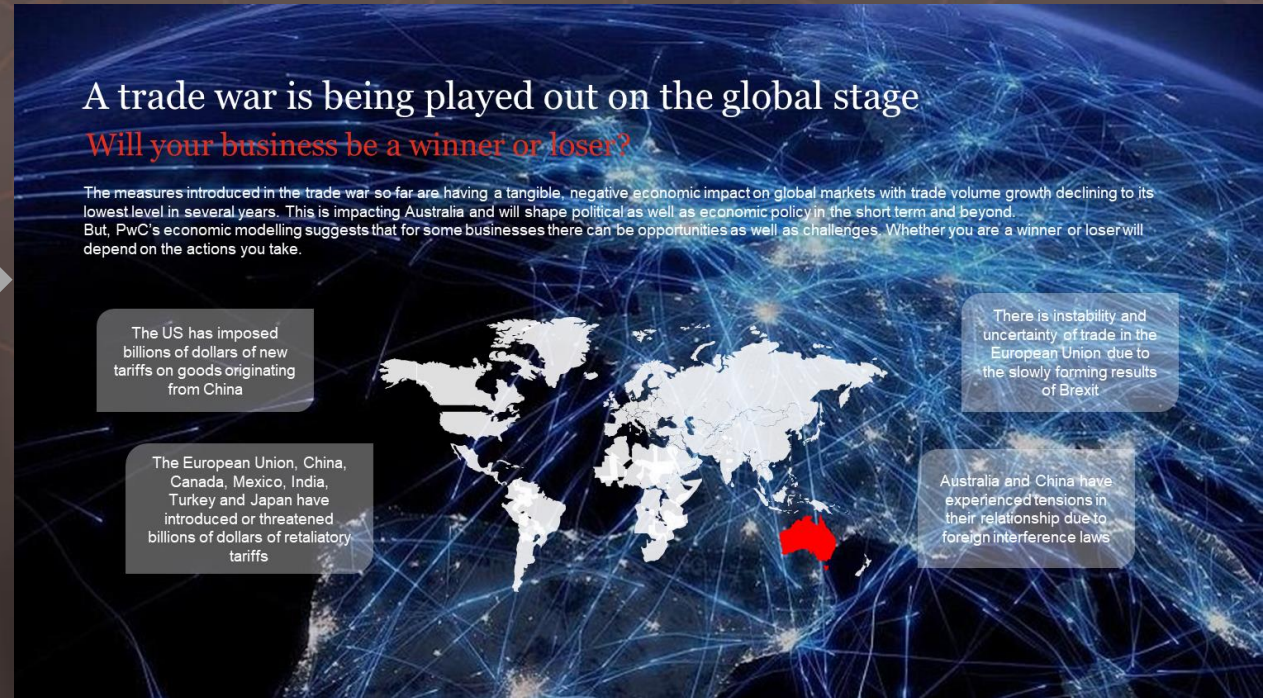 A trade war is being played out on the global stage
Will your business be a winner or loser?
The measures introduced in the trade war so far are having a tangible, negative economic impact on global markets with trade volume growth declining to its
lowest level in several years. This is impacting Australia and will shape political as well as economic policy in the short term and beyond.
But, PwC's economic modelling suggests that for some businesses there can be opportunities as well as challenges. Whether you are a winner or loser will
depend on the actions you take.
The US has imposed
billions of dollars of new
tariffs on goods originating
from China
The European Union, China,
Canada, Mexico, India,
Turkey and Japan have
introduced or threatened
billions of dollars of retaliatory
tariffs
There is instability and
uncertainty of trade in the
European Union due to
the slowly forming results
of Brexit
Australia and China have
experienced tensions in
their relationship due to
foreign interference laws